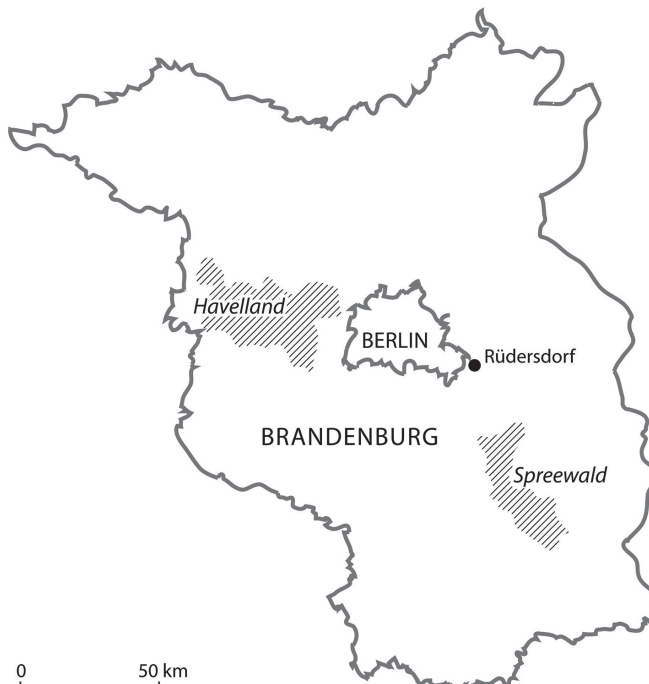 Havelland
BERLIN
Rüdersdorf
BRANDENBURG
Spreewald
0 50 km